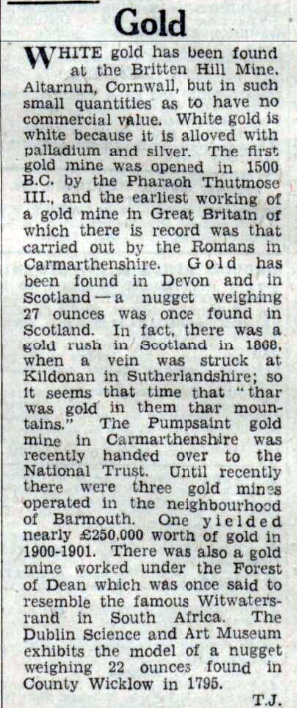 Gold
WHITE gold has been found
at the Britten Hill Mine,
Altarnun, Cornwall, but in such
small quantities as to have no
commercial value. White gold is
white because it is alloyed with
palladium and silver. The first
gold mine was opened in 1500
B.C. by the Pharaoh Thutmose
III., and the earliest working of
a gold mine in Great Britain of
which there is record was that
carried out by the Romans in
Carmarthenshire. Gold has
been found in Devon and in
Scotland — a nugget weighing
27 ounces was once found in
Scotland. In fact, there was a
gold rush in Scotland in 1868,
when a vein was struck at
Kildonan in Sutherlandshire; so
it seems that time that "thar
was gold in them thar moun-
tains." The Pumpsaint gold
mine in Carmarthenshire was
recently handed over to the
National Trust. Until recently
there were three gold mines
operated in the neighbourhood
of Barmouth. One yielded
nearly £250,000 worth of gold in
1900-1901. There was also a gold
mine worked under the Forest
of Dean which was once said to
resemble the famous Witwaters-
rand in South Africa. The
Dublin Science and Art Museum
exhibits the model of a nugget
weighing 22 ounces found in
County Wicklow in 1795.
T.J.